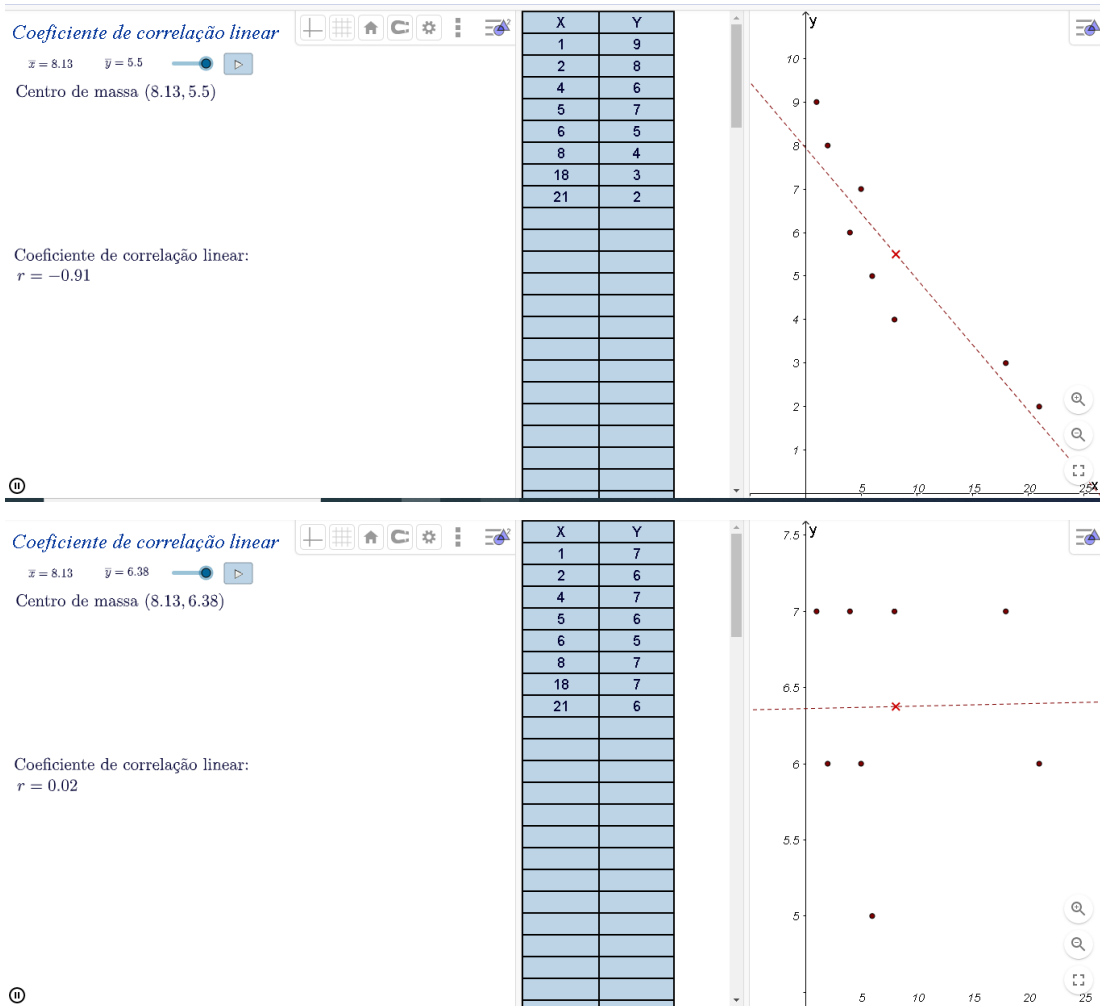 Coeficiente de correlação linear
x̄ = 8.13 ȳ = 5.5
Centro de massa (8.13, 5.5)
Coeficiente de correlação linear:
r = −0.91
X Y
1 9
2 8
4 6
5 7
6 5
8 4
18 3
21 2
y
10
9
8
7
6
5
4
3
2
1
5 10 15 20 25 x
Coeficiente de correlação linear
x̄ = 8.13 ȳ = 6.38
Centro de massa (8.13, 6.38)
Coeficiente de correlação linear:
r = 0.02
X Y
1 7
2 6
4 7
5 6
6 5
8 7
18 7
21 6
y
7.5
7
6.5
6
5.5
5
5 10 15 20 25